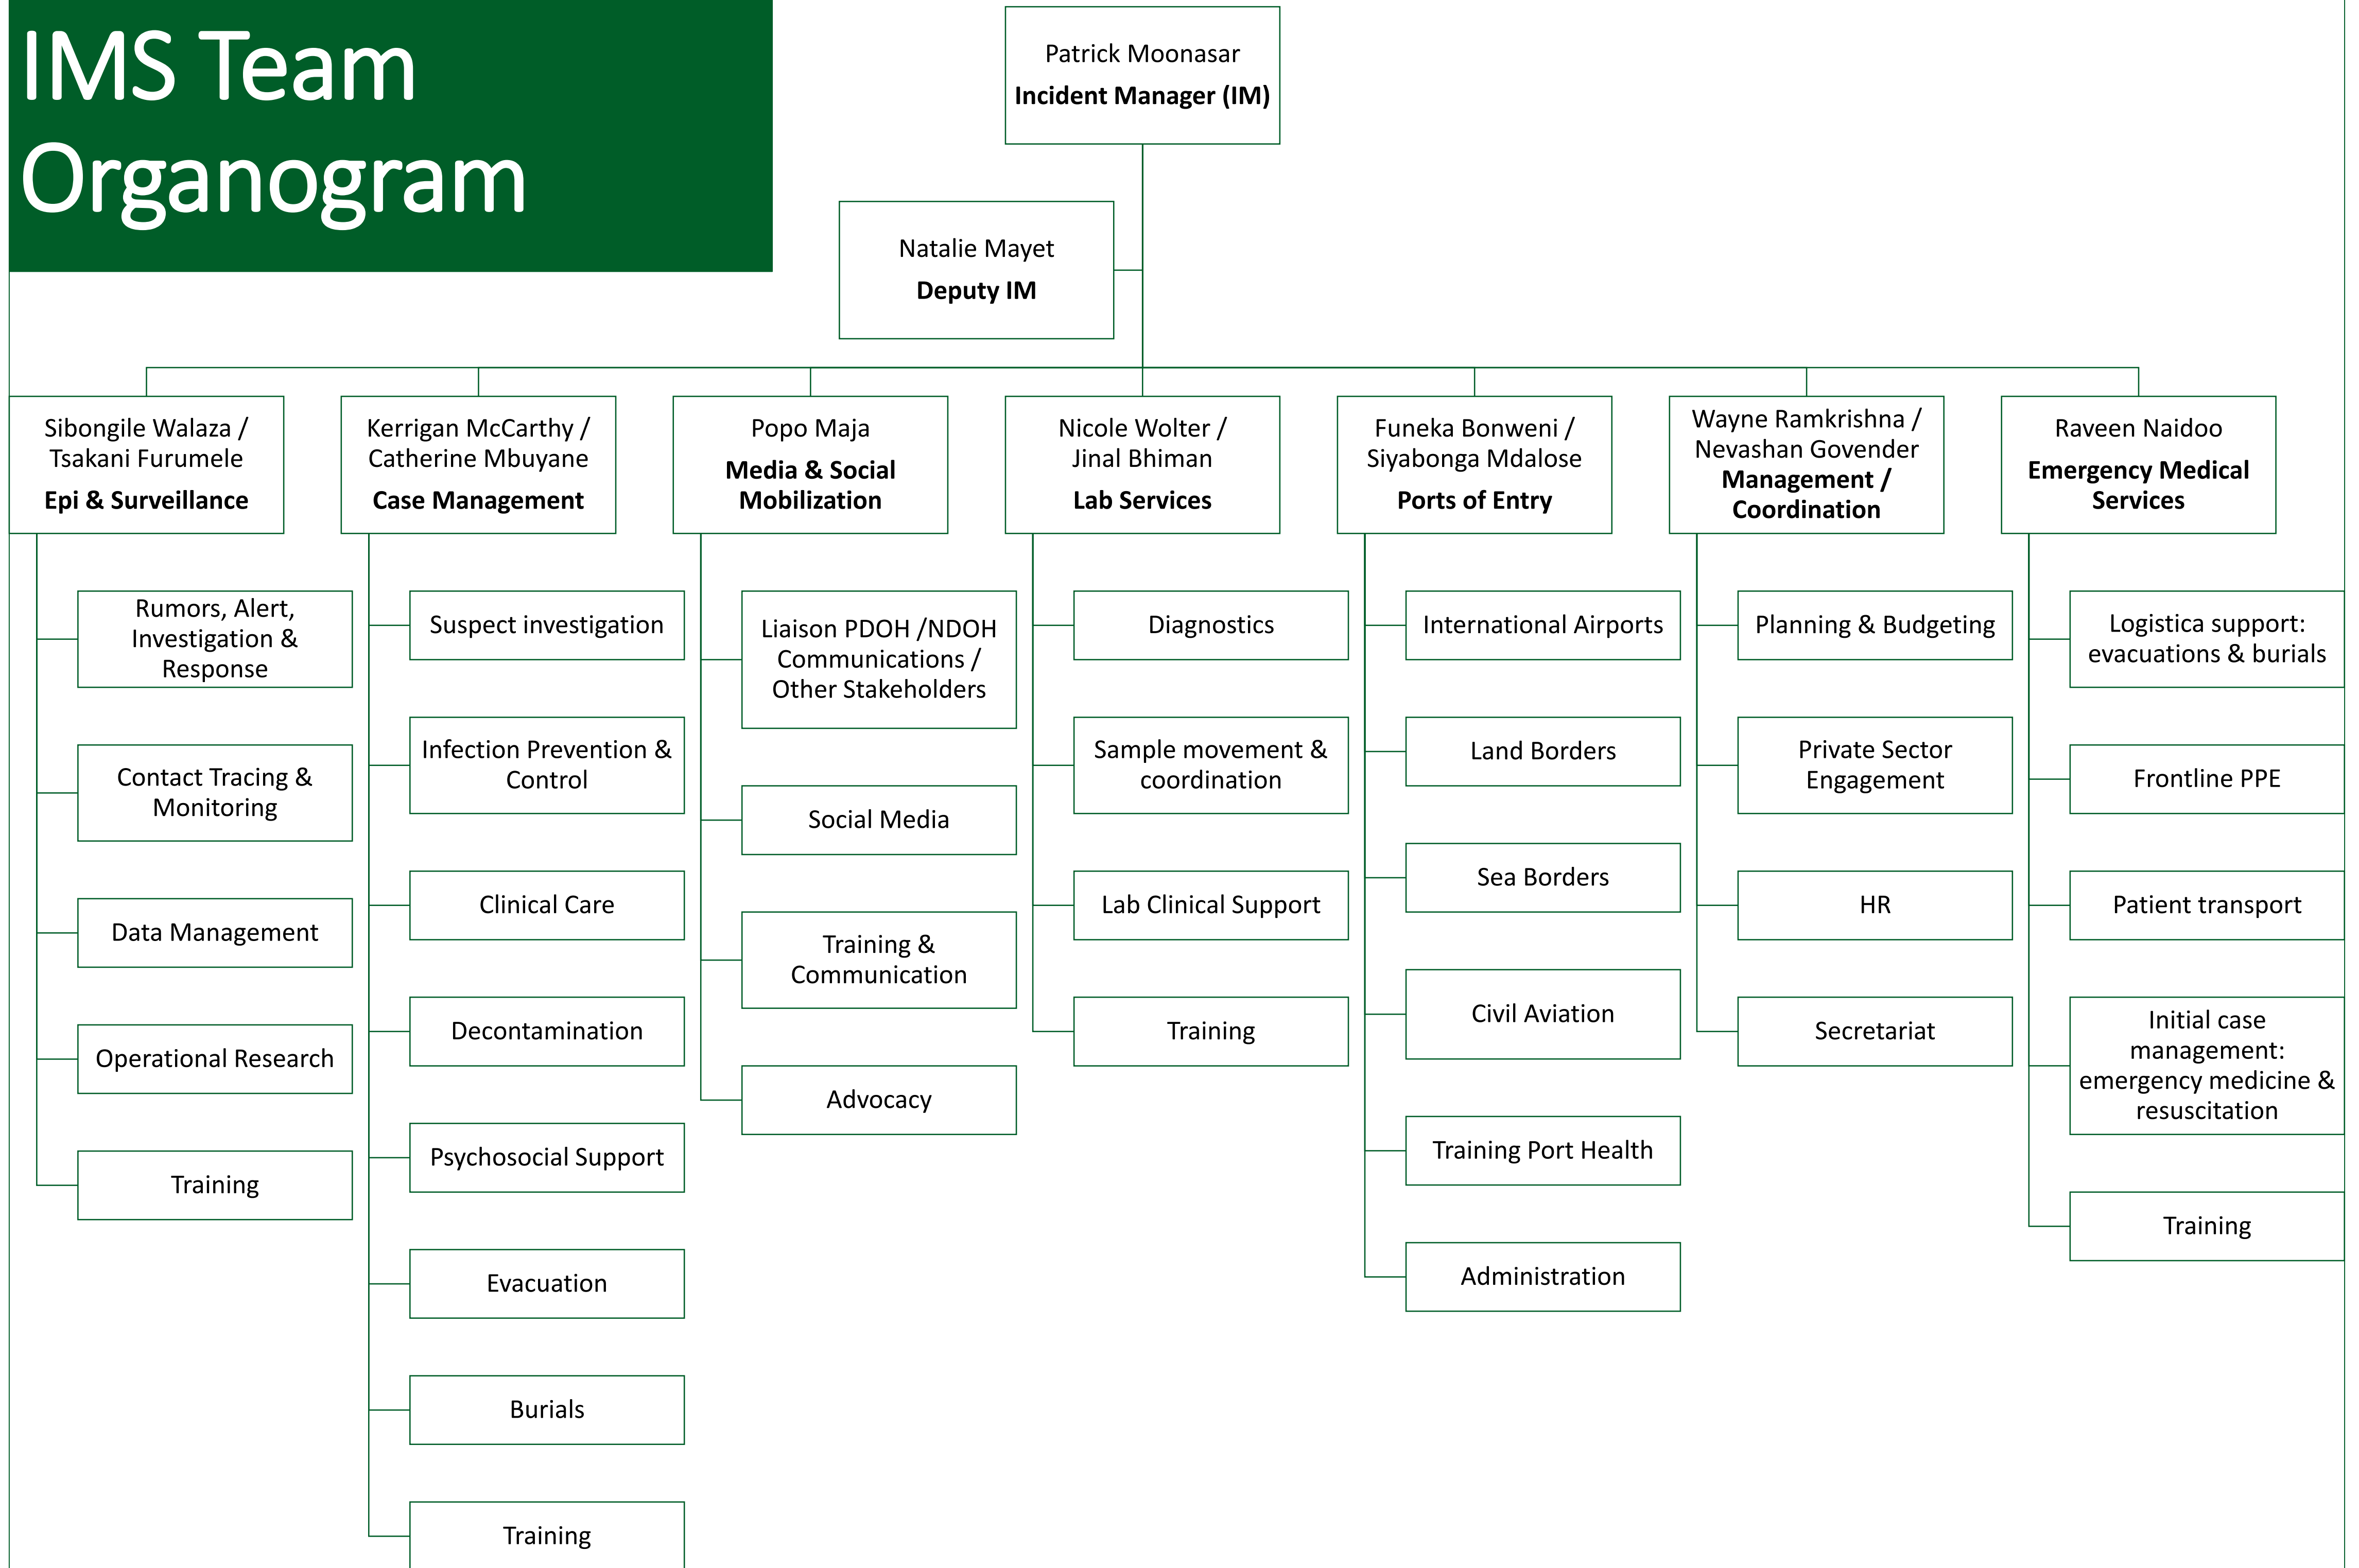 IMS Team
Organogram
Patrick Moonasar
Incident Manager (IM)
Natalie Mayet
Deputy IM
Sibongile Walaza /
Tsakani Furumele
Epi & Surveillance
Rumors, Alert,
Investigation &
Response
Contact Tracing &
Monitoring
Data Management
Operational Research
Training
Kerrigan McCarthy /
Catherine Mbuyane
Case Management
Suspect investigation
Infection Prevention &
Control
Clinical Care
Decontamination
Psychosocial Support
Evacuation
Burials
Training
Popo Maja
Media & Social
Mobilization
Liaison PDOH /NDOH
Communications /
Other Stakeholders
Social Media
Training &
Communication
Advocacy
Nicole Wolter /
Jinal Bhiman
Lab Services
Diagnostics
Sample movement &
coordination
Lab Clinical Support
Training
Funeka Bonweni /
Siyabonga Mdalose
Ports of Entry
International Airports
Land Borders
Sea Borders
Civil Aviation
Training Port Health
Administration
Wayne Ramkrishna /
Nevashan Govender
Management /
Coordination
Planning & Budgeting
Private Sector
Engagement
HR
Secretariat
Raveen Naidoo
Emergency Medical
Services
Logistica support:
evacuations & burials
Frontline PPE
Patient transport
Initial case
management:
emergency medicine &
resuscitation
Training